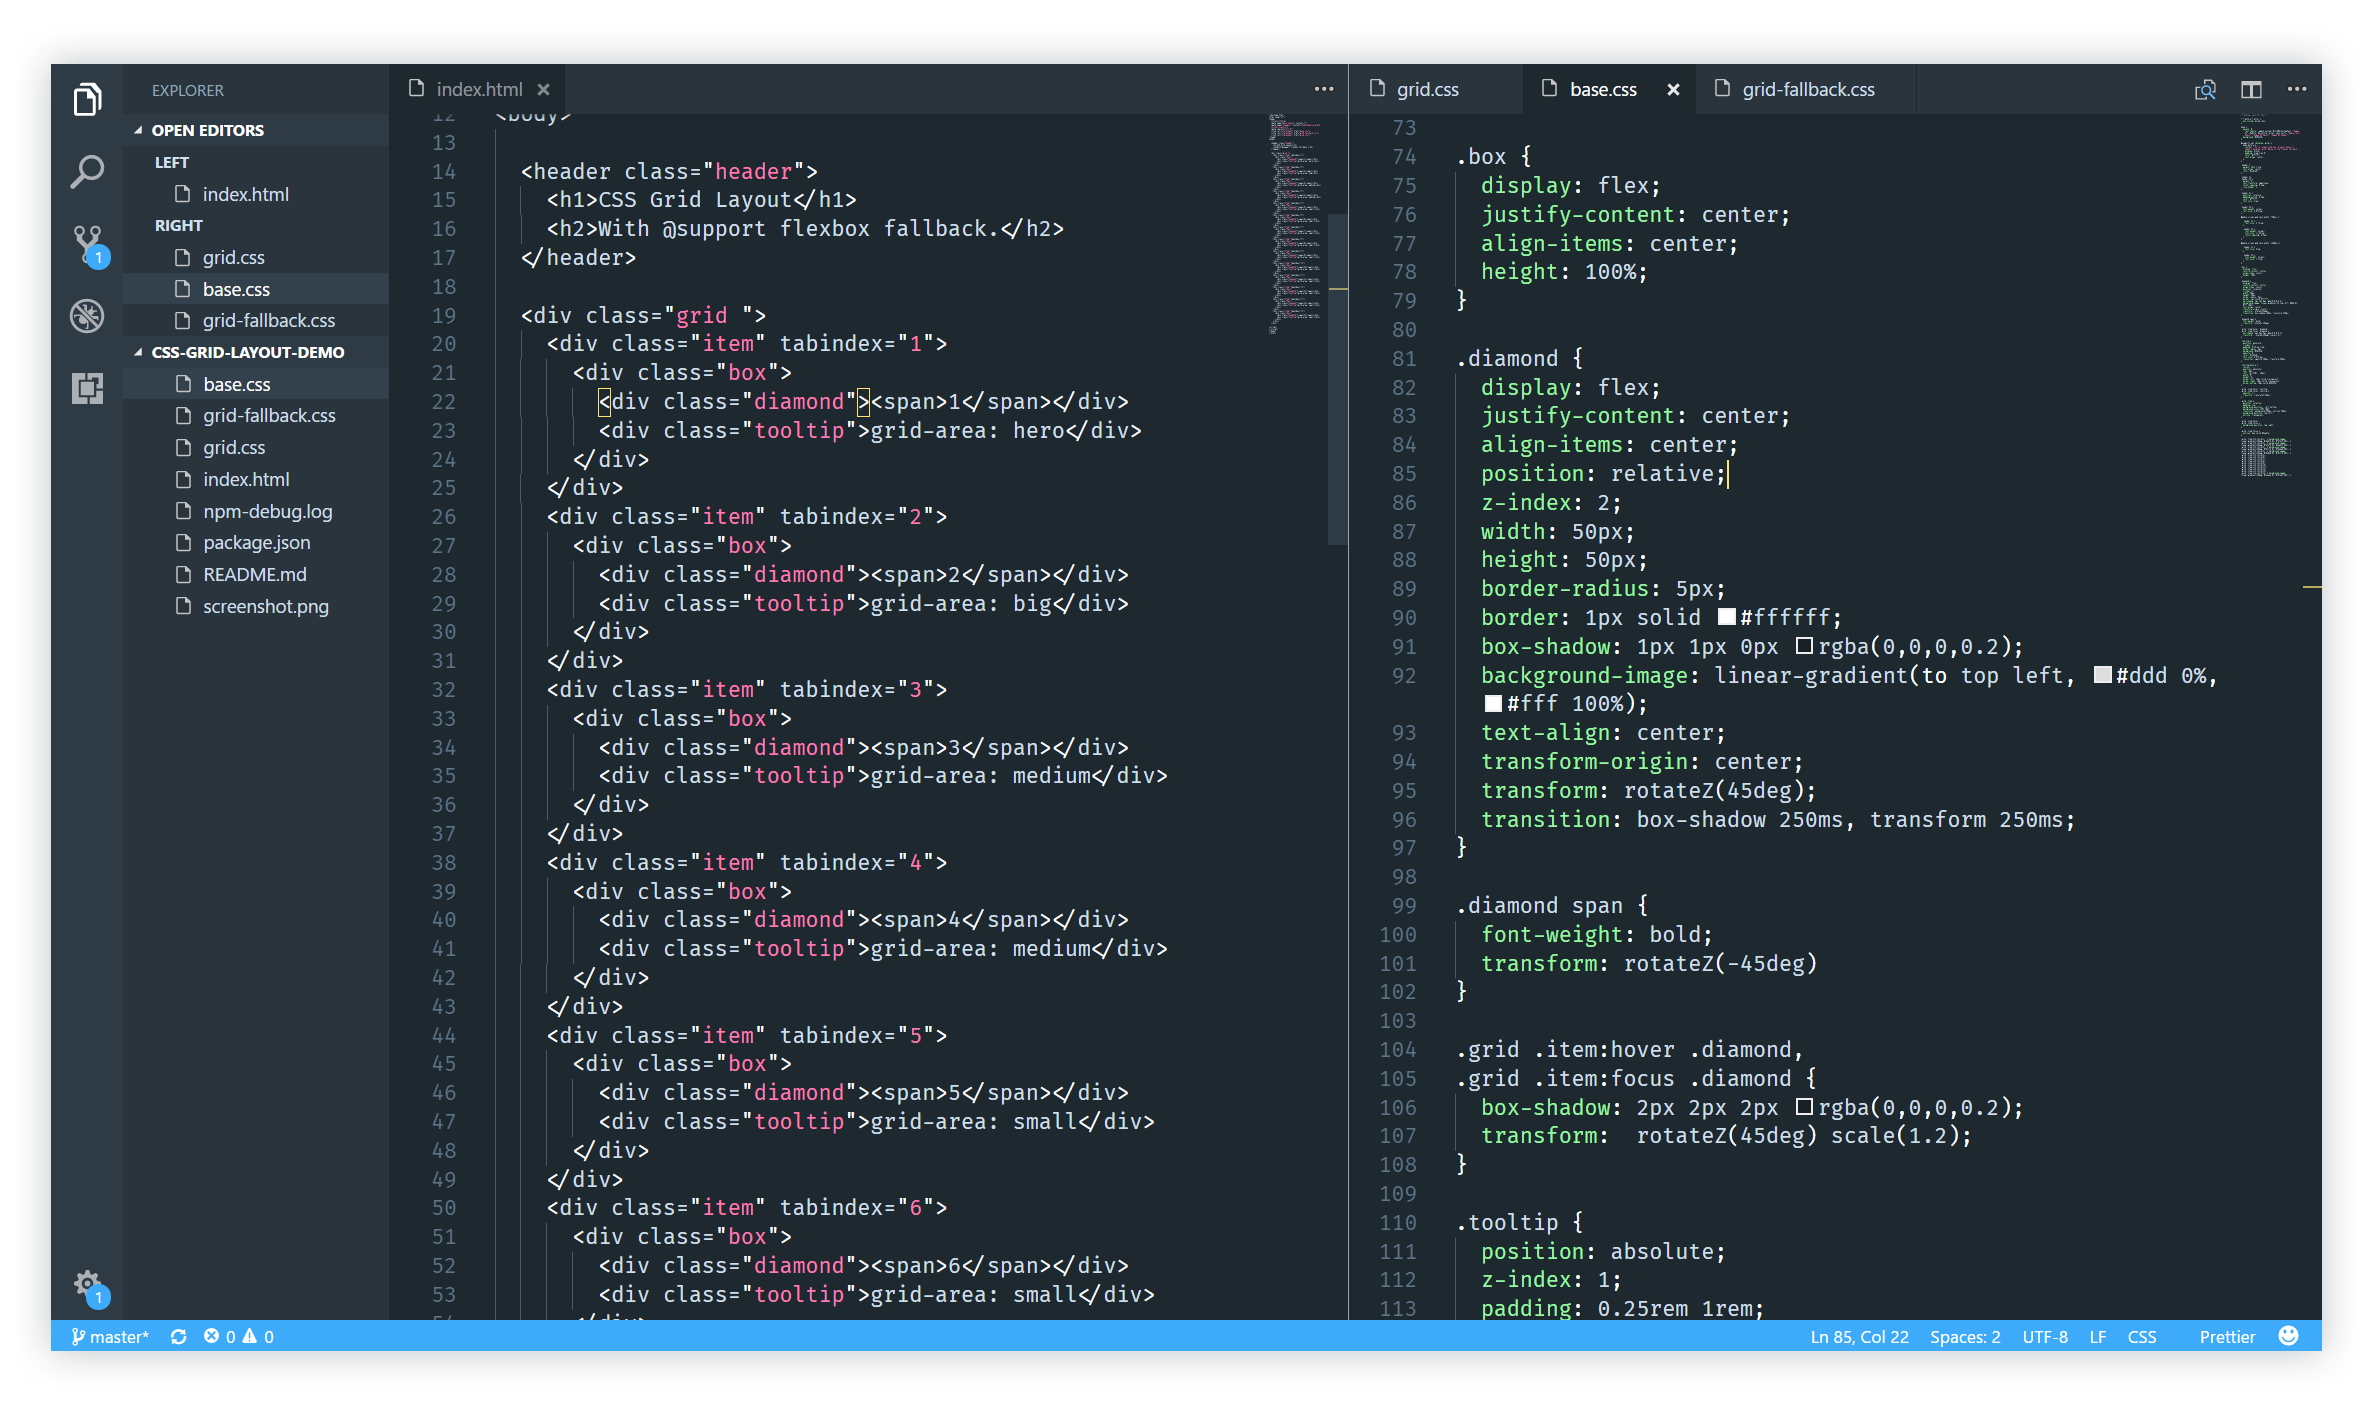 EXPLORER
OPEN EDITORS
LEFT
index.html
RIGHT
grid.css
base.css
grid-fallback.css
CSS-GRID-LAYOUT-DEMO
base.css
grid-fallback.css
grid.css
index.html
npm-debug.log
package.json
README.md
screenshot.png
1
1
index.html
12 <body>
13
14 <header class="header">
15 <h1>CSS Grid Layout</h1>
16 <h2>With @support flexbox fallback.</h2>
17 </header>
18
19 <div class="grid ">
20 <div class="item" tabindex="1">
21 <div class="box">
22 <div class="diamond"><span>1</span></div>
23 <div class="tooltip">grid-area: hero</div>
24 </div>
25 </div>
26 <div class="item" tabindex="2">
27 <div class="box">
28 <div class="diamond"><span>2</span></div>
29 <div class="tooltip">grid-area: big</div>
30 </div>
31 </div>
32 <div class="item" tabindex="3">
33 <div class="box">
34 <div class="diamond"><span>3</span></div>
35 <div class="tooltip">grid-area: medium</div>
36 </div>
37 </div>
38 <div class="item" tabindex="4">
39 <div class="box">
40 <div class="diamond"><span>4</span></div>
41 <div class="tooltip">grid-area: medium</div>
42 </div>
43 </div>
44 <div class="item" tabindex="5">
45 <div class="box">
46 <div class="diamond"><span>5</span></div>
47 <div class="tooltip">grid-area: small</div>
48 </div>
49 </div>
50 <div class="item" tabindex="6">
51 <div class="box">
52 <div class="diamond"><span>6</span></div>
53 <div class="tooltip">grid-area: small</div>
54 </div>
grid.css base.css grid-fallback.css
73
74 .box {
75 display: flex;
76 justify-content: center;
77 align-items: center;
78 height: 100%;
79 }
80
81 .diamond {
82 display: flex;
83 justify-content: center;
84 align-items: center;
85 position: relative;
86 z-index: 2;
87 width: 50px;
88 height: 50px;
89 border-radius: 5px;
90 border: 1px solid #ffffff;
91 box-shadow: 1px 1px 0px rgba(0,0,0,0.2);
92 background-image: linear-gradient(to top left, #ddd 0%,
#fff 100%);
93 text-align: center;
94 transform-origin: center;
95 transform: rotateZ(45deg);
96 transition: box-shadow 250ms, transform 250ms;
97 }
98
99 .diamond span {
100 font-weight: bold;
101 transform: rotateZ(-45deg)
102 }
103
104 .grid .item:hover .diamond,
105 .grid .item:focus .diamond {
106 box-shadow: 2px 2px 2px rgba(0,0,0,0.2);
107 transform:  rotateZ(45deg) scale(1.2);
108 }
109
110 .tooltip {
111 position: absolute;
112 z-index: 1;
113 padding: 0.25rem 1rem;
master* 0 0 Ln 85, Col 22 Spaces: 2 UTF-8 LF CSS Prettier